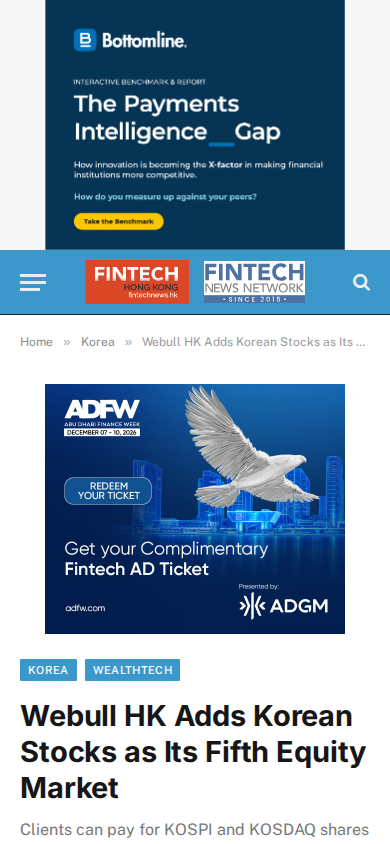 Bottomline.
INTERACTIVE BENCHMARK & REPORT
The Payments
Intelligence__Gap
How innovation is becoming the X-factor in making financial
institutions more competitive.
How do you measure up against your peers?
Take the Benchmark
FINTECH
HONG KONG
fintechnews.hk
FINTECH
NEWS NETWORK
• SINCE 2015 •
Home » Korea » Webull HK Adds Korean Stocks as Its ...
ADFW
ABU DHABI FINANCE WEEK
DECEMBER 07 – 10, 2026
REDEEM
YOUR TICKET
Get your Complimentary
Fintech AD Ticket
Presented by:
adfw.com
ADGM
KOREA
WEALTHTECH
Webull HK Adds Korean
Stocks as Its Fifth Equity
Market
Clients can pay for KOSPI and KOSDAQ shares